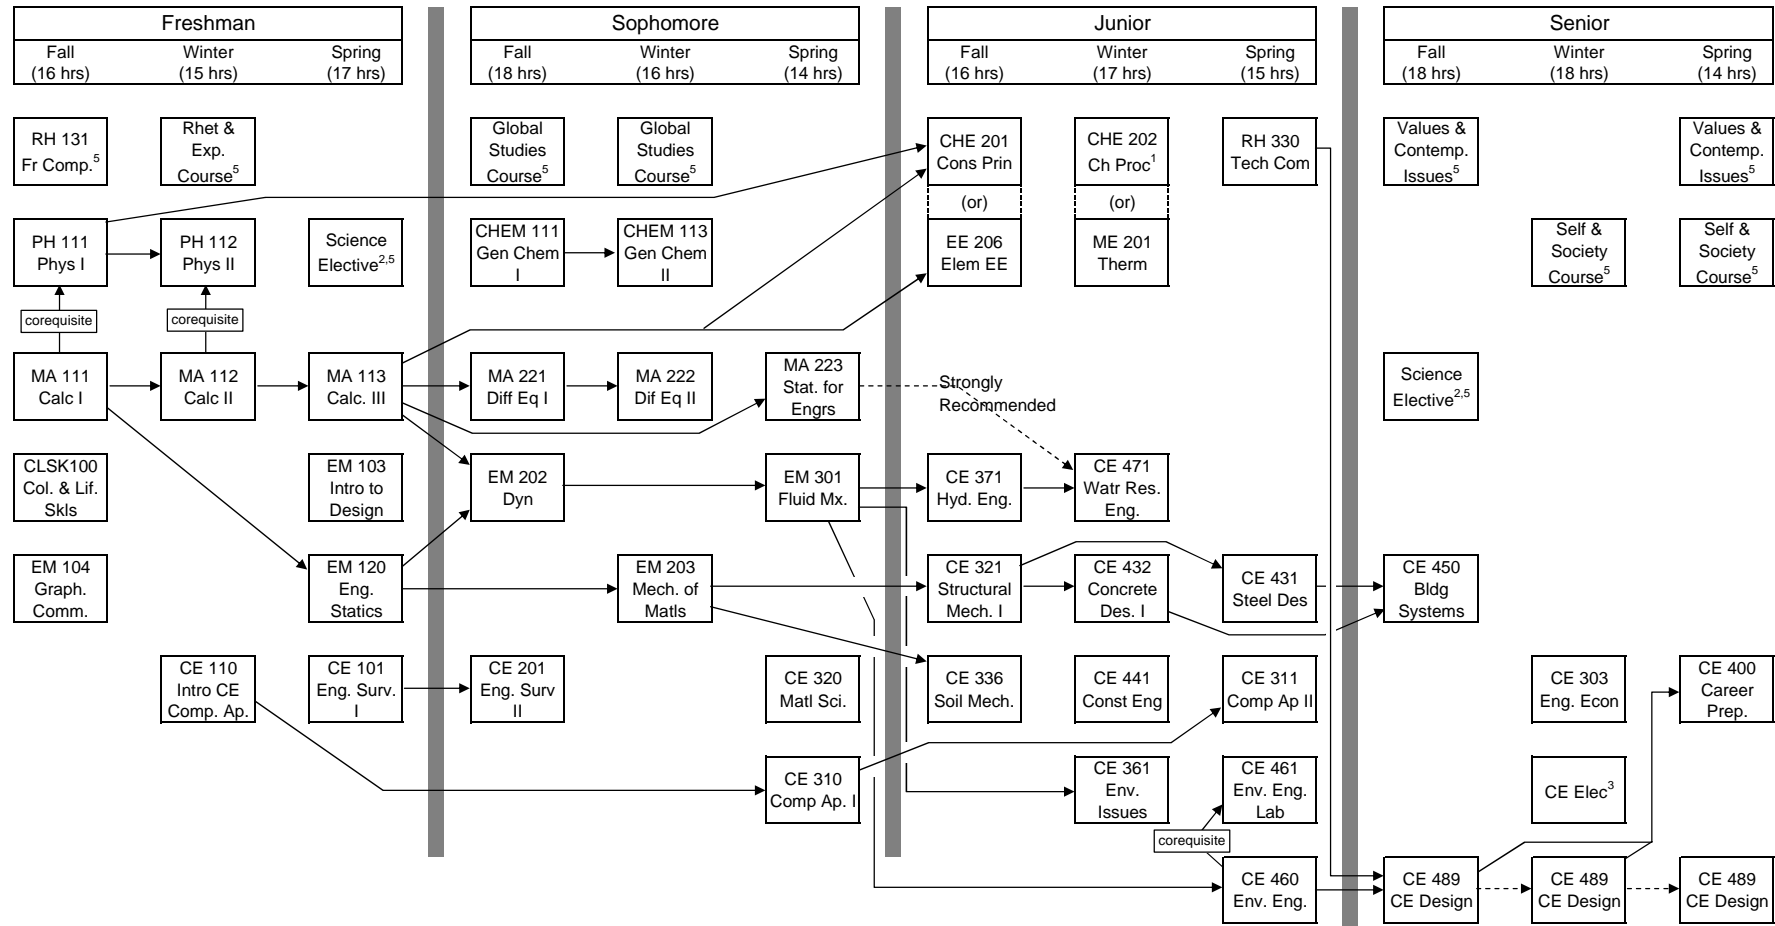 Freshman
Sophomore
Junior
Senior
Fall
(16 hrs)
Winter
(15 hrs)
Spring
(17 hrs)
Fall
(18 hrs)
Winter
(16 hrs)
Spring
(14 hrs)
Fall
(16 hrs)
Winter
(17 hrs)
Spring
(15 hrs)
Fall
(18 hrs)
Winter
(18 hrs)
Spring
(14 hrs)
RH 131
Fr Comp.5
Rhet &
Exp.
Course5
Global
Studies
Course5
Global
Studies
Course5
CHE 201
Cons Prin
CHE 202
Ch Proc1
RH 330
Tech Com
Values &
Contemp.
Issues5
Values &
Contemp.
Issues5
(or)
(or)
PH 111
Phys I
PH 112
Phys II
Science
Elective2,5
CHEM 111
Gen Chem
I
CHEM 113
Gen Chem
II
EE 206
Elem EE
ME 201
Therm
Self &
Society
Course5
Self &
Society
Course5
corequisite
corequisite
MA 111
Calc I
MA 112
Calc II
MA 113
Calc. III
MA 221
Diff Eq I
MA 222
Dif Eq II
MA 223
Stat. for
Engrs
Strongly
Recommended
Science
Elective2,5
CLSK100
Col. & Lif.
Skls
EM 103
Intro to
Design
EM 202
Dyn
EM 301
Fluid Mx.
CE 371
Hyd. Eng.
CE 471
Watr Res.
Eng.
EM 104
Graph.
Comm.
EM 120
Eng.
Statics
EM 203
Mech. of
Matls
CE 321
Structural
Mech. I
CE 432
Concrete
Des. I
CE 431
Steel Des
CE 450
Bldg
Systems
CE 110
Intro CE
Comp. Ap.
CE 101
Eng. Surv.
I
CE 201
Eng. Surv
II
CE 320
Matl Sci.
CE 336
Soil Mech.
CE 441
Const Eng
CE 311
Comp Ap II
CE 303
Eng. Econ
CE 400
Career
Prep.
CE 310
Comp Ap. I
CE 361
Env.
Issues
CE 461
Env. Eng.
Lab
CE Elec3
corequisite
CE 460
Env. Eng.
CE 489
CE Design
CE 489
CE Design
CE 489
CE Design